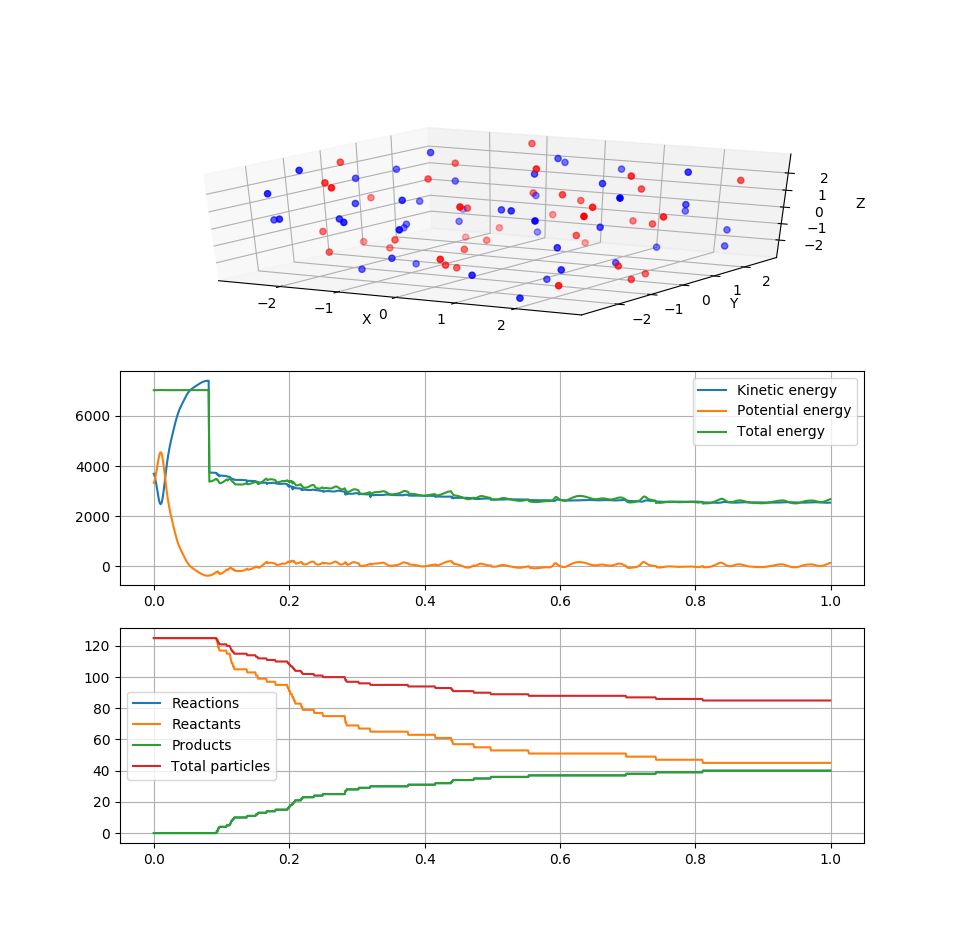 2
1
0
−1
−2
Z
−2
−1
0
1
2
X
−2
−1
0
1
2
Y
6000
4000
2000
0
Kinetic energy
Potential energy
Total energy
0.0 0.2 0.4 0.6 0.8 1.0
120
100
80
60
40
20
0
Reactions
Reactants
Products
Total particles
0.0 0.2 0.4 0.6 0.8 1.0